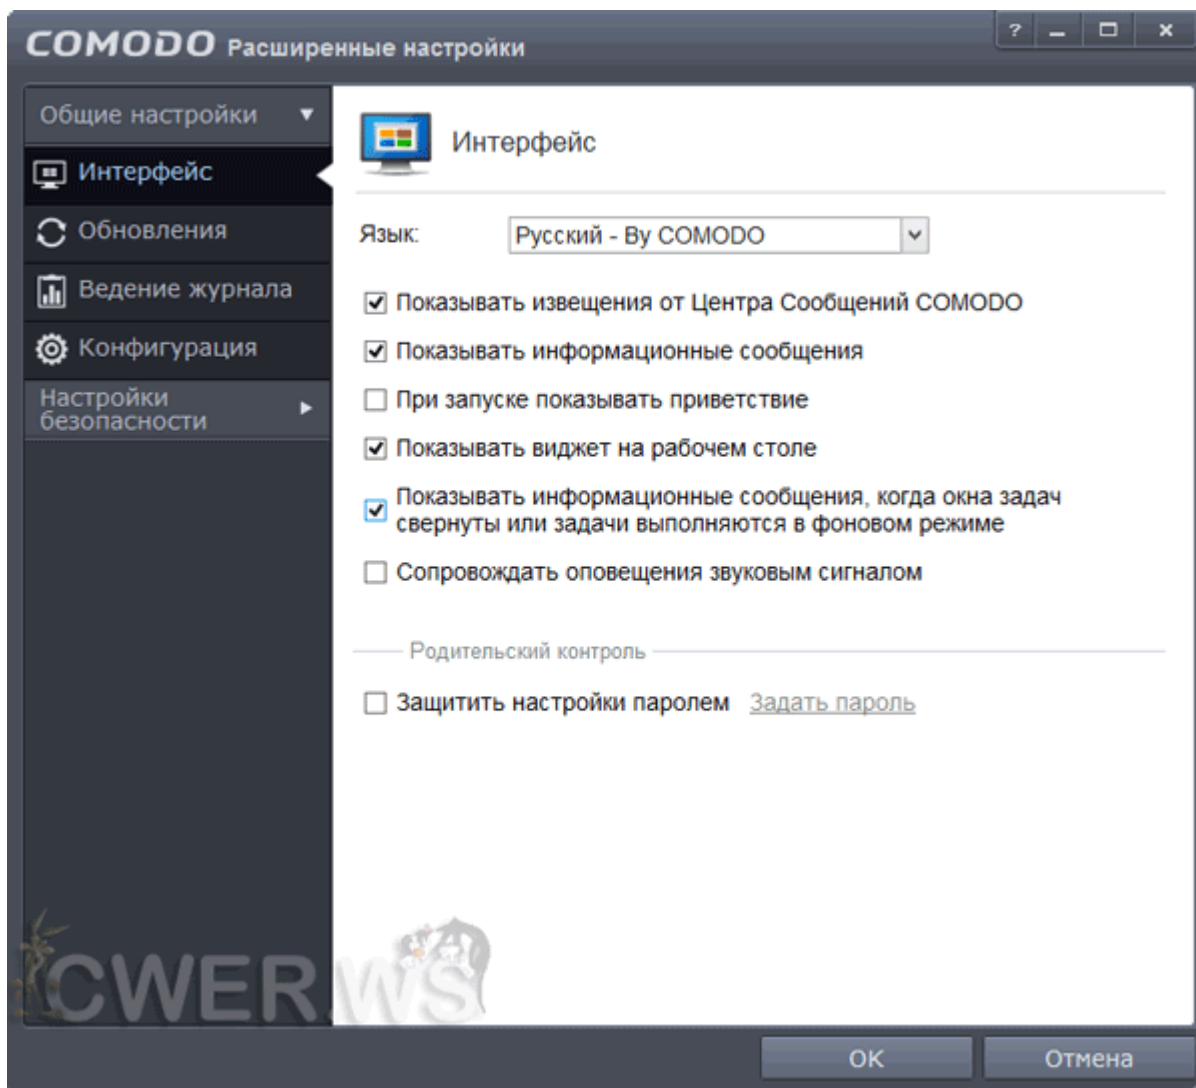 COMODO Расширенные настройки
?
Общие настройки
Интерфейс
Обновления
Ведение журнала
Конфигурация
Настройки
безопасности
Интерфейс
Язык: Русский - By COMODO
Показывать извещения от Центра Сообщений COMODO
Показывать информационные сообщения
При запуске показывать приветствие
Показывать виджет на рабочем столе
Показывать информационные сообщения, когда окна задач
свернуты или задачи выполняются в фоновом режиме
Сопровождать оповещения звуковым сигналом
Родительский контроль
Защитить настройки паролем Задать пароль
CWER.WS
OK Отмена